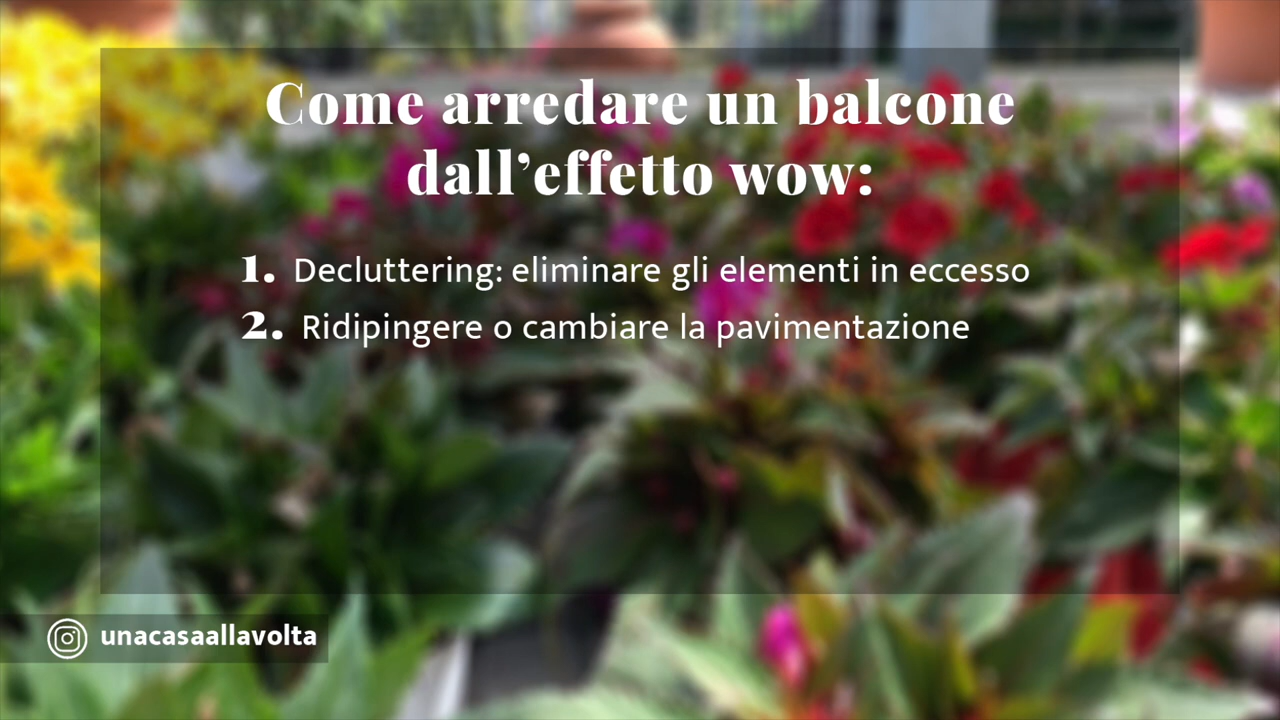 Come arredare un balcone
dall’effetto wow:
1. Decluttering: eliminare gli elementi in eccesso
2. Ridipingere o cambiare la pavimentazione
unacasaallavolta